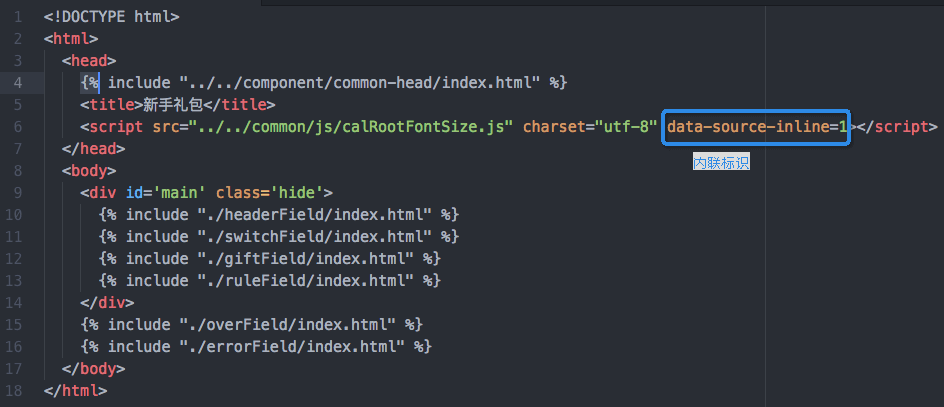 1 <!DOCTYPE html>
2 <html>
3 <head>
4 {% include "../../component/common-head/index.html" %}
5 <title>新手礼包</title>
6 <script src="../../common/js/calRootFontSize.js" charset="utf-8" data-source-inline=1></script>
内联标识
7 </head>
8 <body>
9 <div id='main' class='hide'>
10 {% include "./headerField/index.html" %}
11 {% include "./switchField/index.html" %}
12 {% include "./giftField/index.html" %}
13 {% include "./ruleField/index.html" %}
14 </div>
15 {% include "./overField/index.html" %}
16 {% include "./errorField/index.html" %}
17 </body>
18 </html>